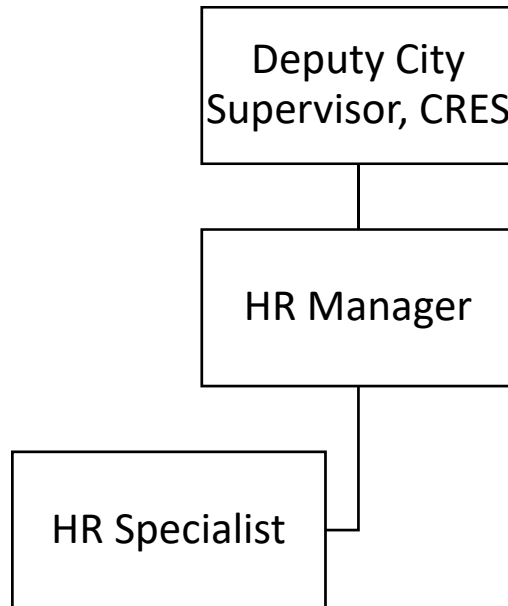 Deputy City
Supervisor, CRES
HR Manager
HR Specialist